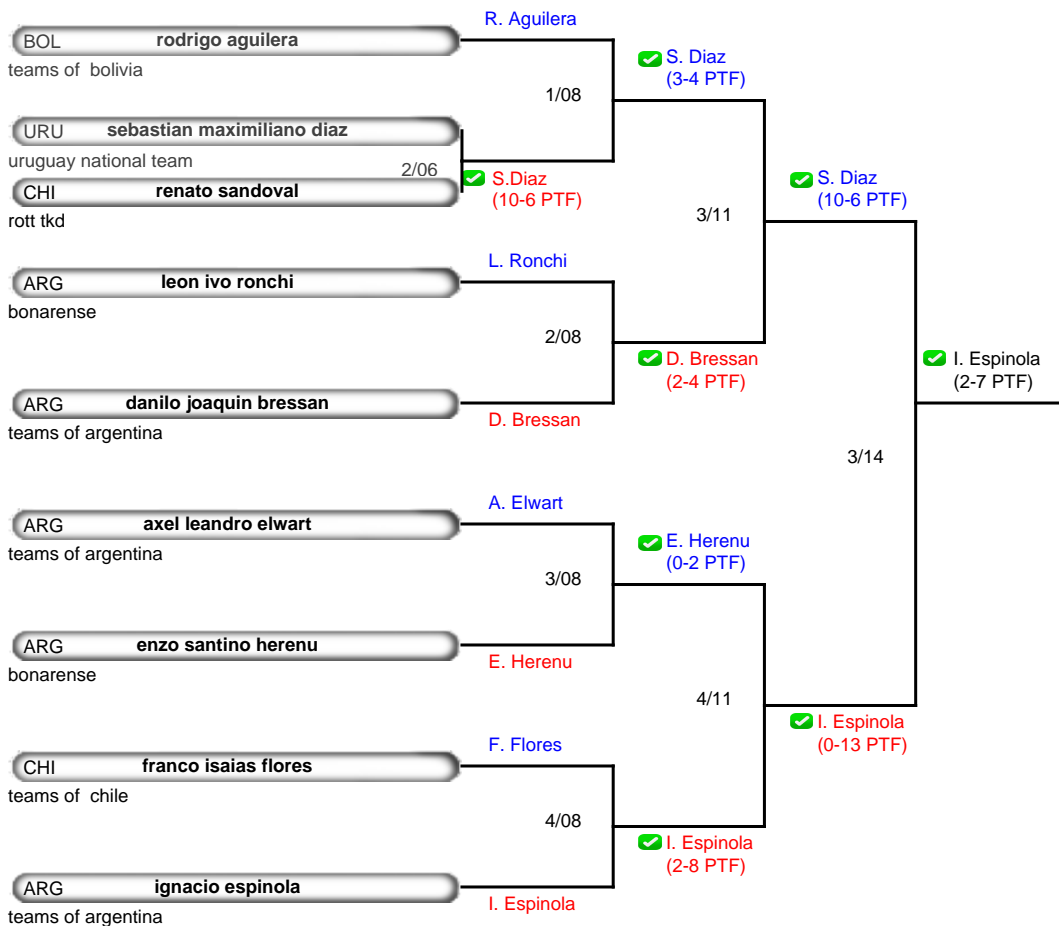 R. Aguilera
BOL rodrigo aguilera
teams of  bolivia
S. Diaz
(3-4 PTF)
1/08
URU sebastian maximiliano diaz
uruguay national team
2/06
CHI renato sandoval
rott tkd
S.Diaz
(10-6 PTF)
S. Diaz
(10-6 PTF)
3/11
L. Ronchi
ARG leon ivo ronchi
bonarense
2/08
D. Bressan
(2-4 PTF)
I. Espinola
(2-7 PTF)
ARG danilo joaquin bressan
teams of argentina
D. Bressan
3/14
A. Elwart
ARG axel leandro elwart
teams of argentina
E. Herenu
(0-2 PTF)
3/08
ARG enzo santino herenu
bonarense
E. Herenu
4/11
I. Espinola
(0-13 PTF)
F. Flores
CHI franco isaias flores
teams of  chile
4/08
I. Espinola
(2-8 PTF)
ARG ignacio espinola
teams of argentina
I. Espinola